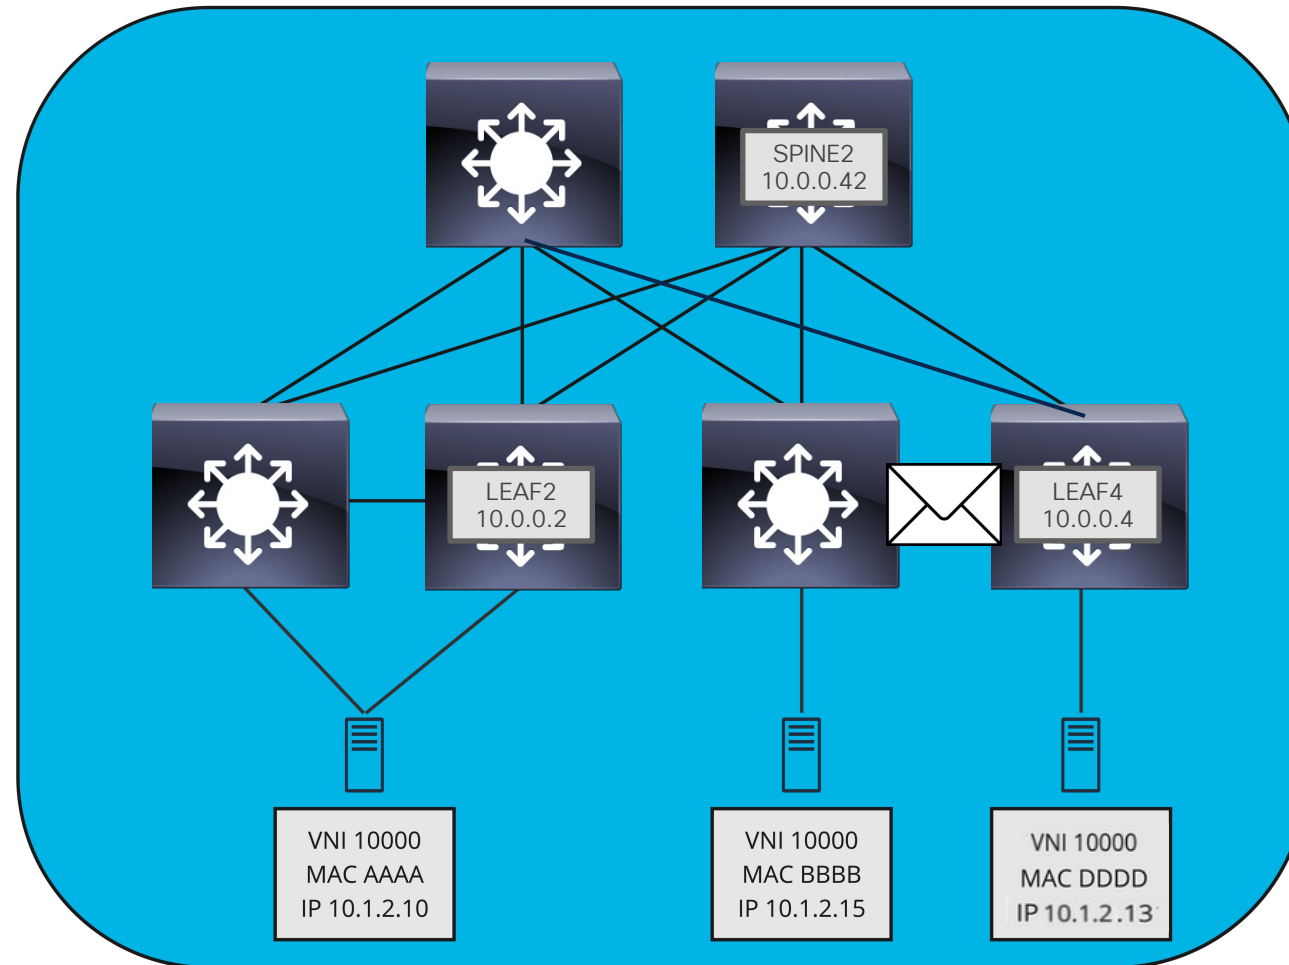 SPINE2
10.0.0.42
LEAF2
10.0.0.2
LEAF4
10.0.0.4
VNI 10000
MAC AAAA
IP 10.1.2.10
VNI 10000
MAC BBBB
IP 10.1.2.15
VNI 10000
MAC DDDD
IP 10.1.2.13